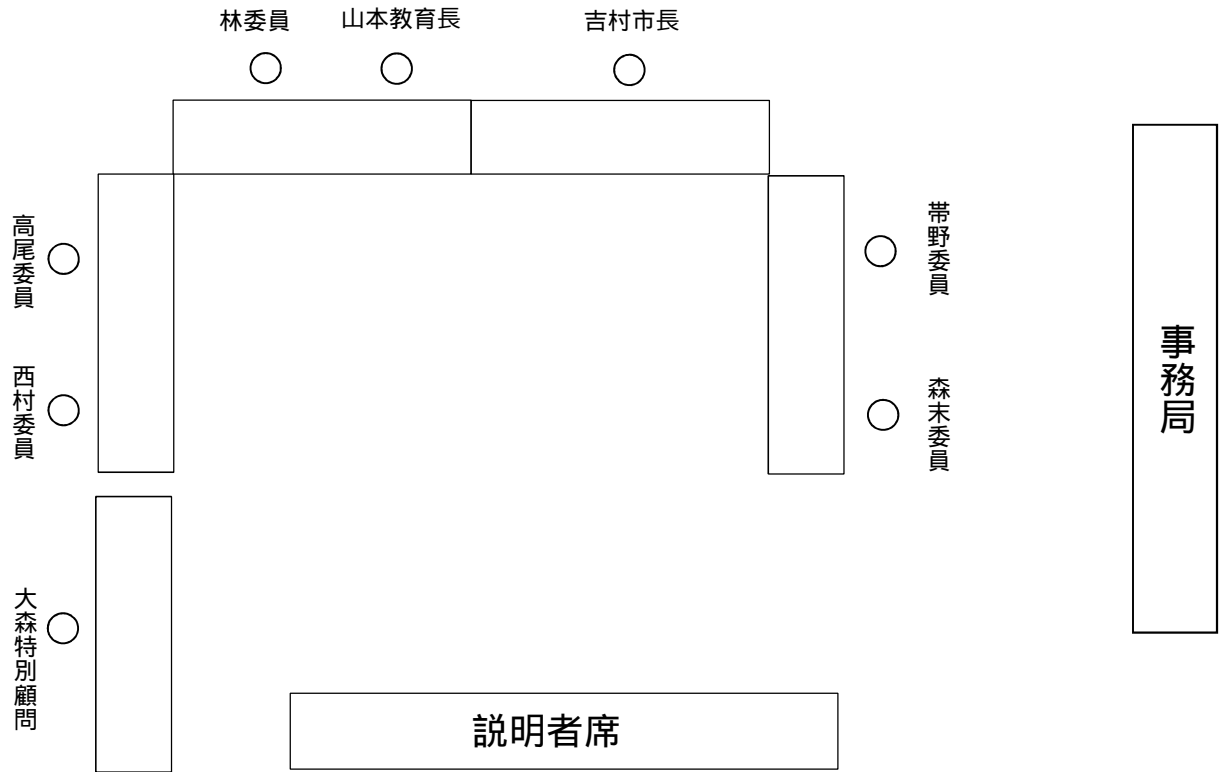 林委員
山本教育長
吉村市長
高尾委員
西村委員
大森特別顧問
帯野委員
森末委員
事務局
説明者席